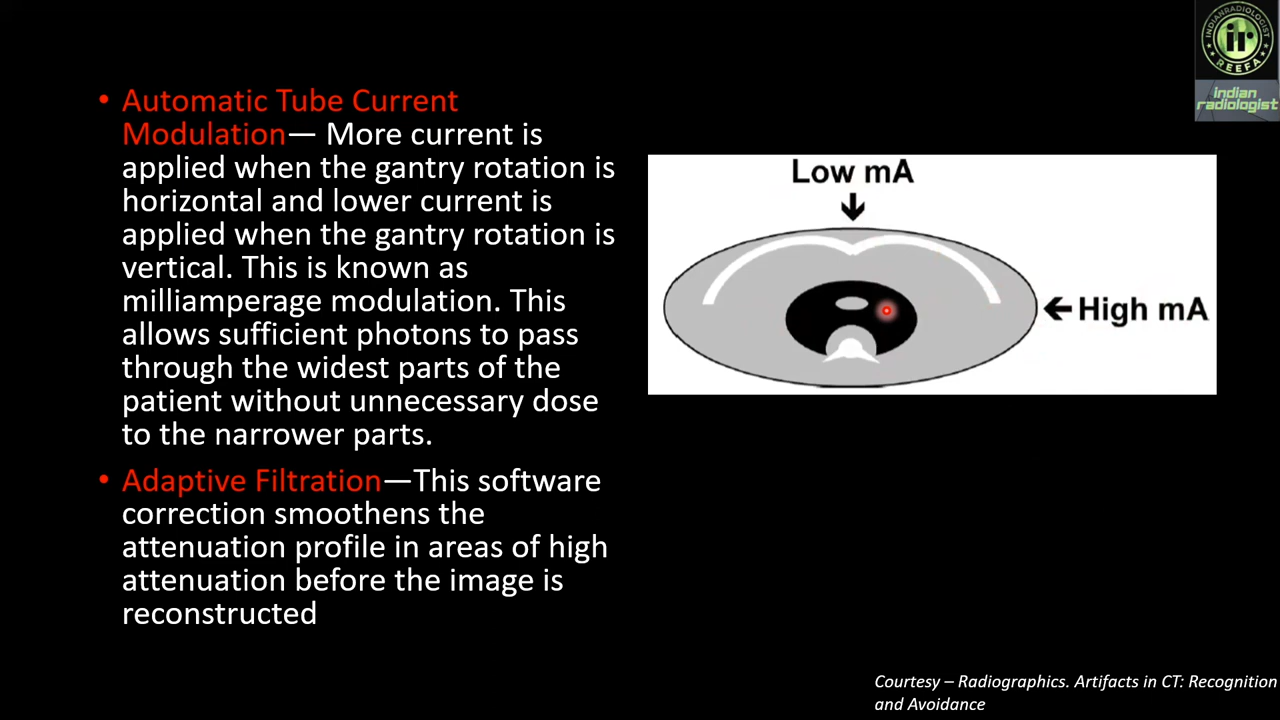 INDIANRADIOLOGIST
ir
REEFA
indian
radiologist
• Automatic Tube Current
Modulation— More current is
applied when the gantry rotation is
horizontal and lower current is
applied when the gantry rotation is
vertical. This is known as
milliamperage modulation. This
allows sufficient photons to pass
through the widest parts of the
patient without unnecessary dose
to the narrower parts.
• Adaptive Filtration—This software
correction smoothens the
attenuation profile in areas of high
attenuation before the image is
reconstructed
Low mA
High mA
Courtesy – Radiographics. Artifacts in CT: Recognition
and Avoidance